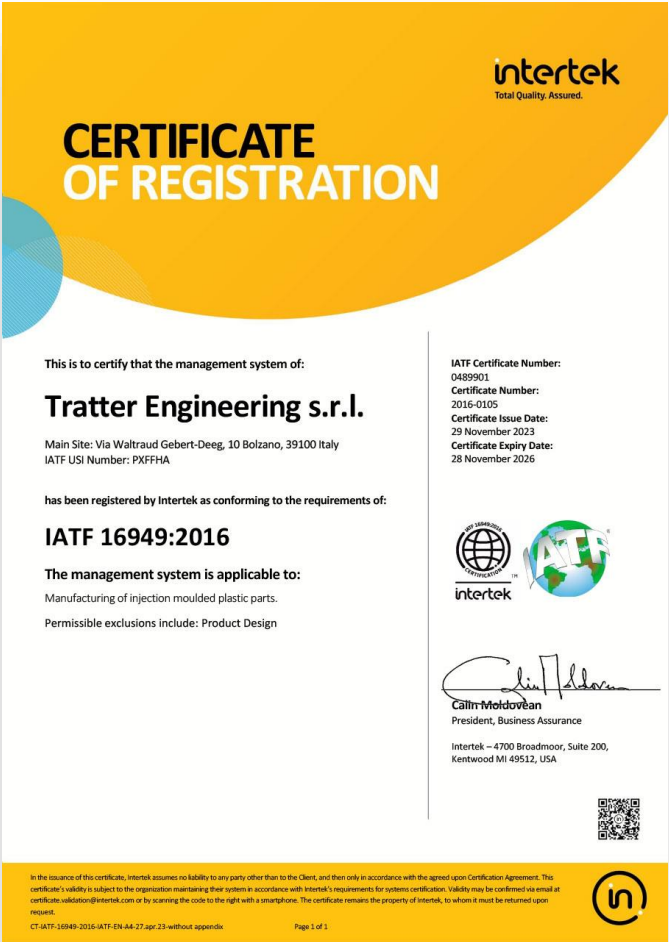 intertek
Total Quality. Assured.
CERTIFICATE
OF REGISTRATION
This is to certify that the management system of:
Tratter Engineering s.r.l.
Main Site: Via Waltraud Gebert-Deeg, 10 Bolzano, 39100 Italy
IATF USI Number: PXFFHA
has been registered by Intertek as conforming to the requirements of:
IATF 16949:2016
The management system is applicable to:
Manufacturing of injection moulded plastic parts.
Permissible exclusions include: Product Design
IATF Certificate Number:
0489901
Certificate Number:
2016-0105
Certificate Issue Date:
29 November 2023
Certificate Expiry Date:
28 November 2026
IATF 16949:2016
CERTIFICATION
TM
intertek
IATF
®
Calin Moldovean
Calin Moldovean
President, Business Assurance
Intertek – 4700 Broadmoor, Suite 200,
Kentwood MI 49512, USA
in
In the issuance of this certificate, Intertek assumes no liability to any party other than to the Client, and then only in accordance with the agreed upon Certification Agreement. This
certificate's validity is subject to the organization maintaining their system in accordance with Intertek's requirements for systems certification. Validity may be confirmed via email at
certificate.validation@intertek.com or by scanning the code to the right with a smartphone. The certificate remains the property of Intertek, to whom it must be returned upon
request.
CT-IATF-16949-2016-IATF-EN-A4-27.apr.23-without appendix
Page 1 of 1
in